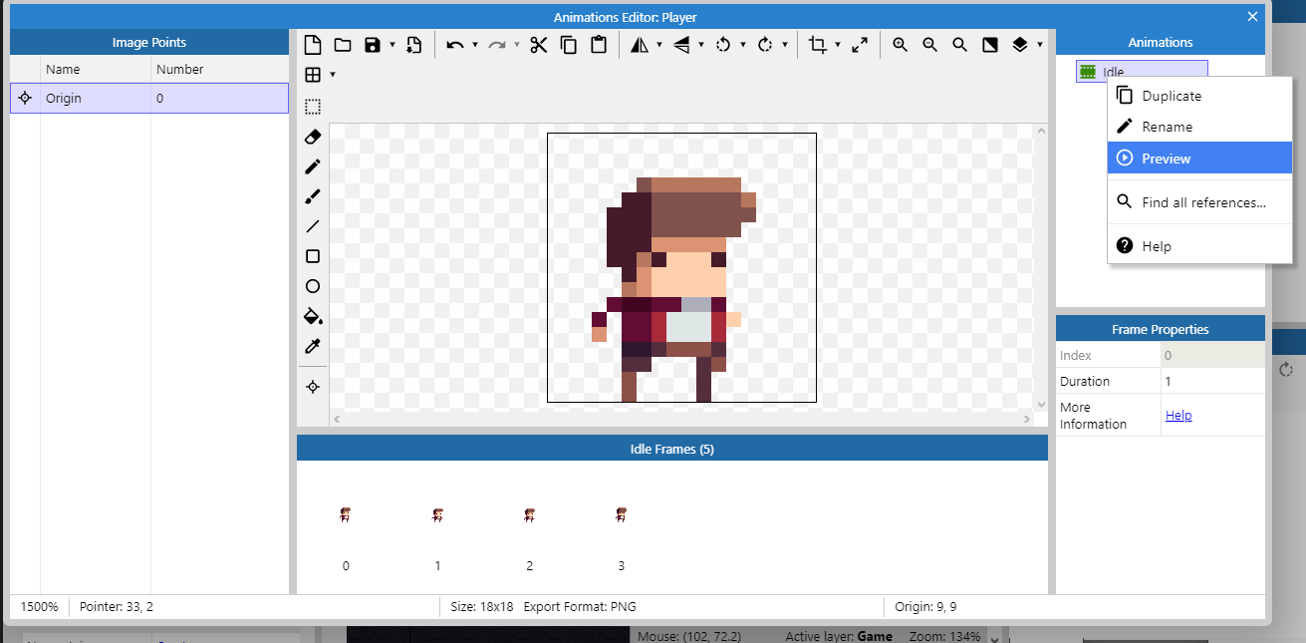 Animations Editor: Player
Image Points
Name Number
Origin 0
Animations
Idle
Duplicate
Rename
Preview
Find all references...
Help
Frame Properties
Index 0
Duration 1
More Information Help
Idle Frames (5)
0 1 2 3
1500% Pointer: 33, 2 Size: 18x18 Export Format: PNG Origin: 9, 9
Mouse: (102, 72.2) Active layer: Game Zoom: 134%